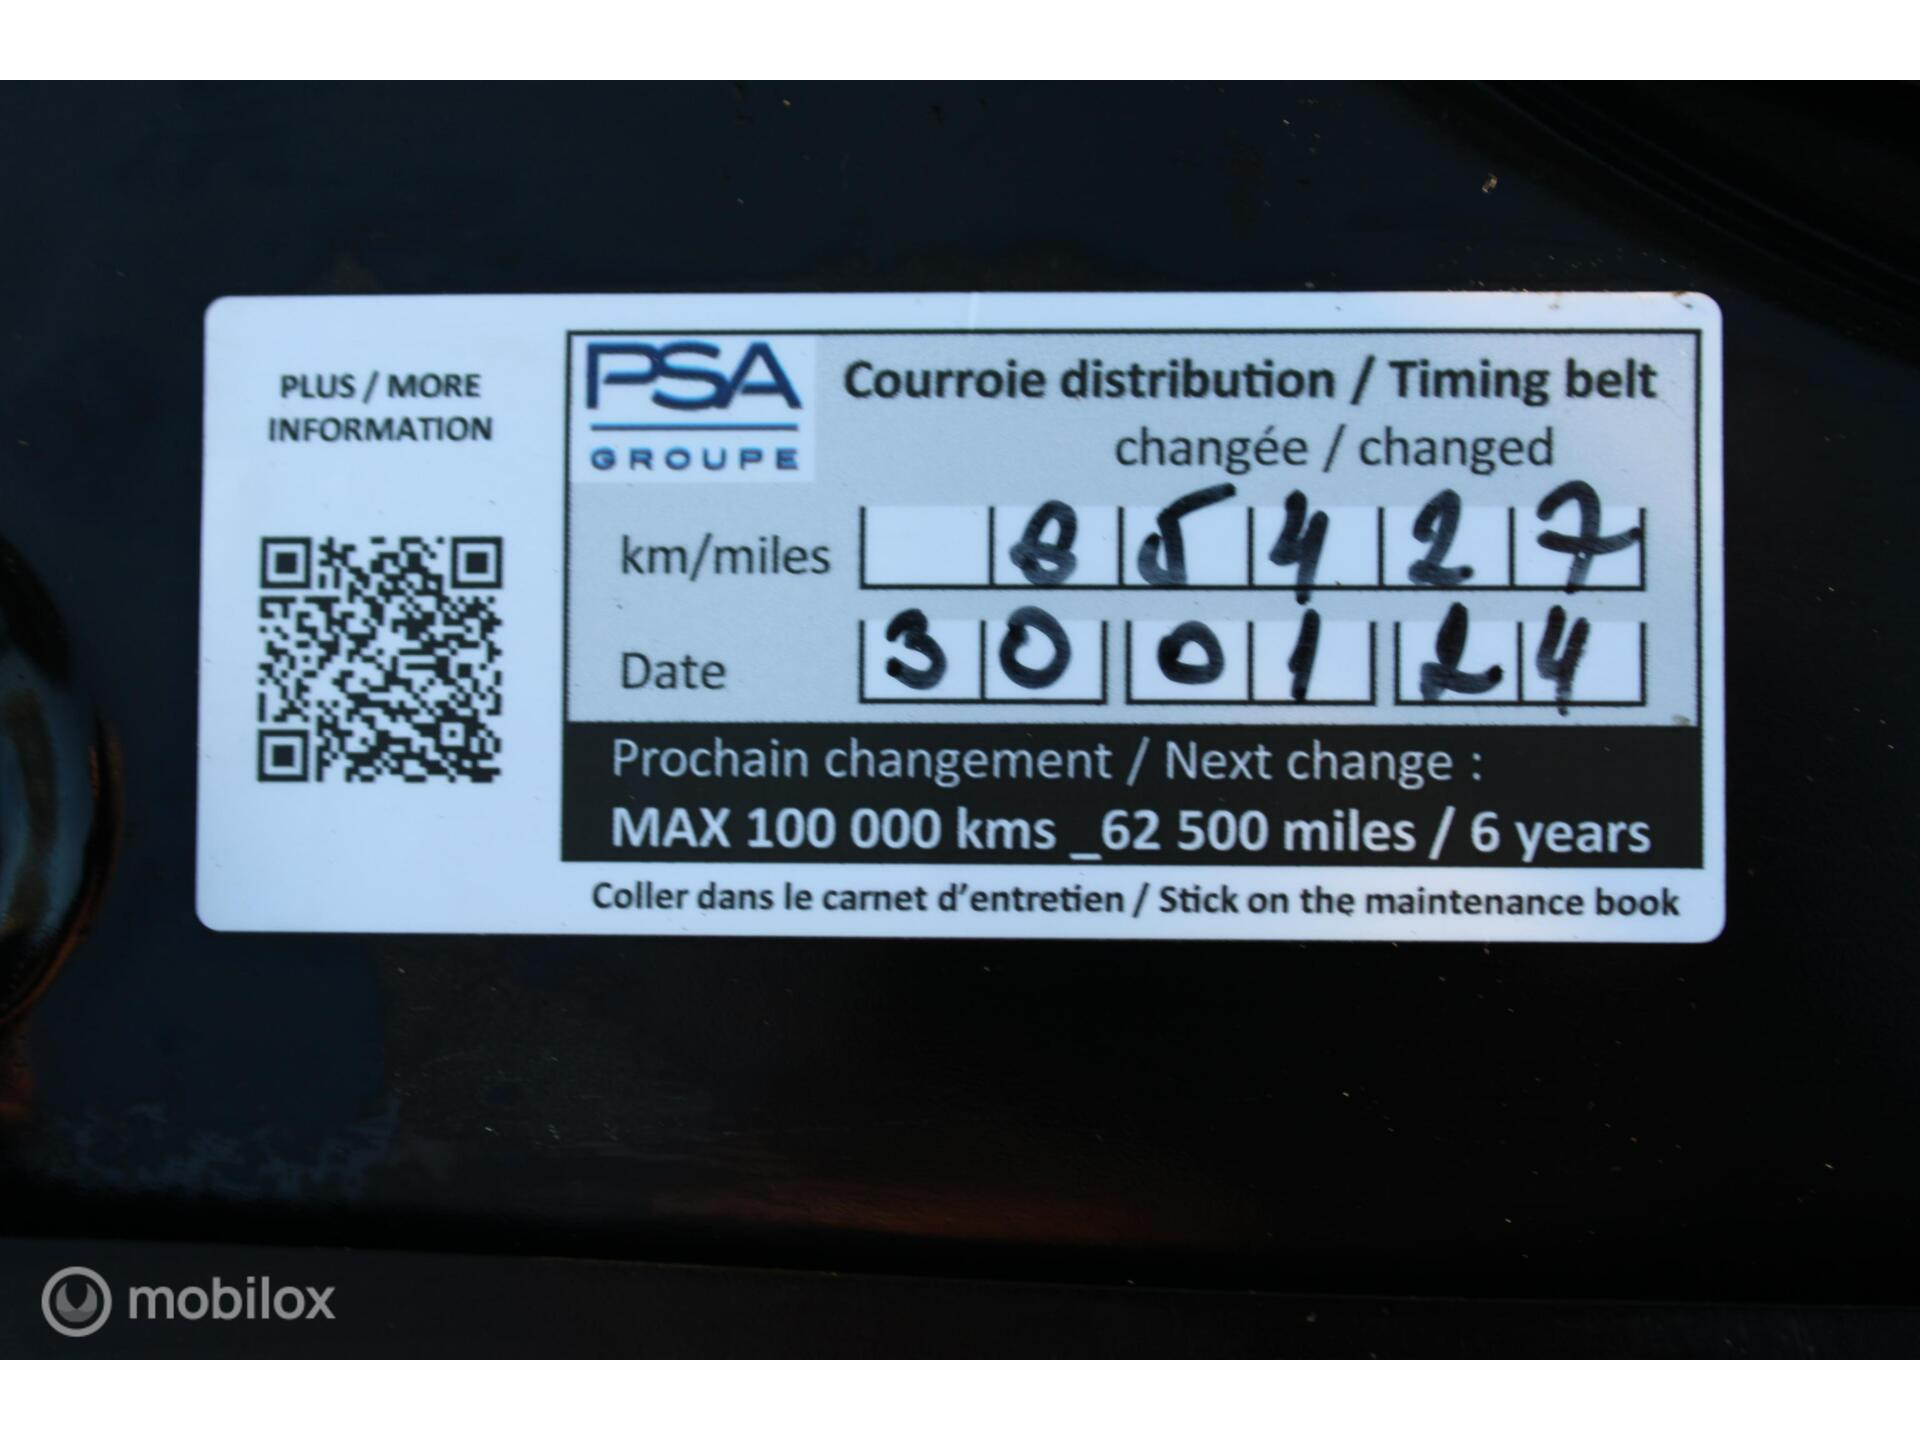 PLUS / MORE
INFORMATION
PSA
GROUPE
Courroie distribution / Timing belt
changée / changed
km/miles 85427
Date 30 01 24
Prochain changement / Next change :
MAX 100 000 kms _62 500 miles / 6 years
Coller dans le carnet d'entretien / Stick on the maintenance book
mobilox